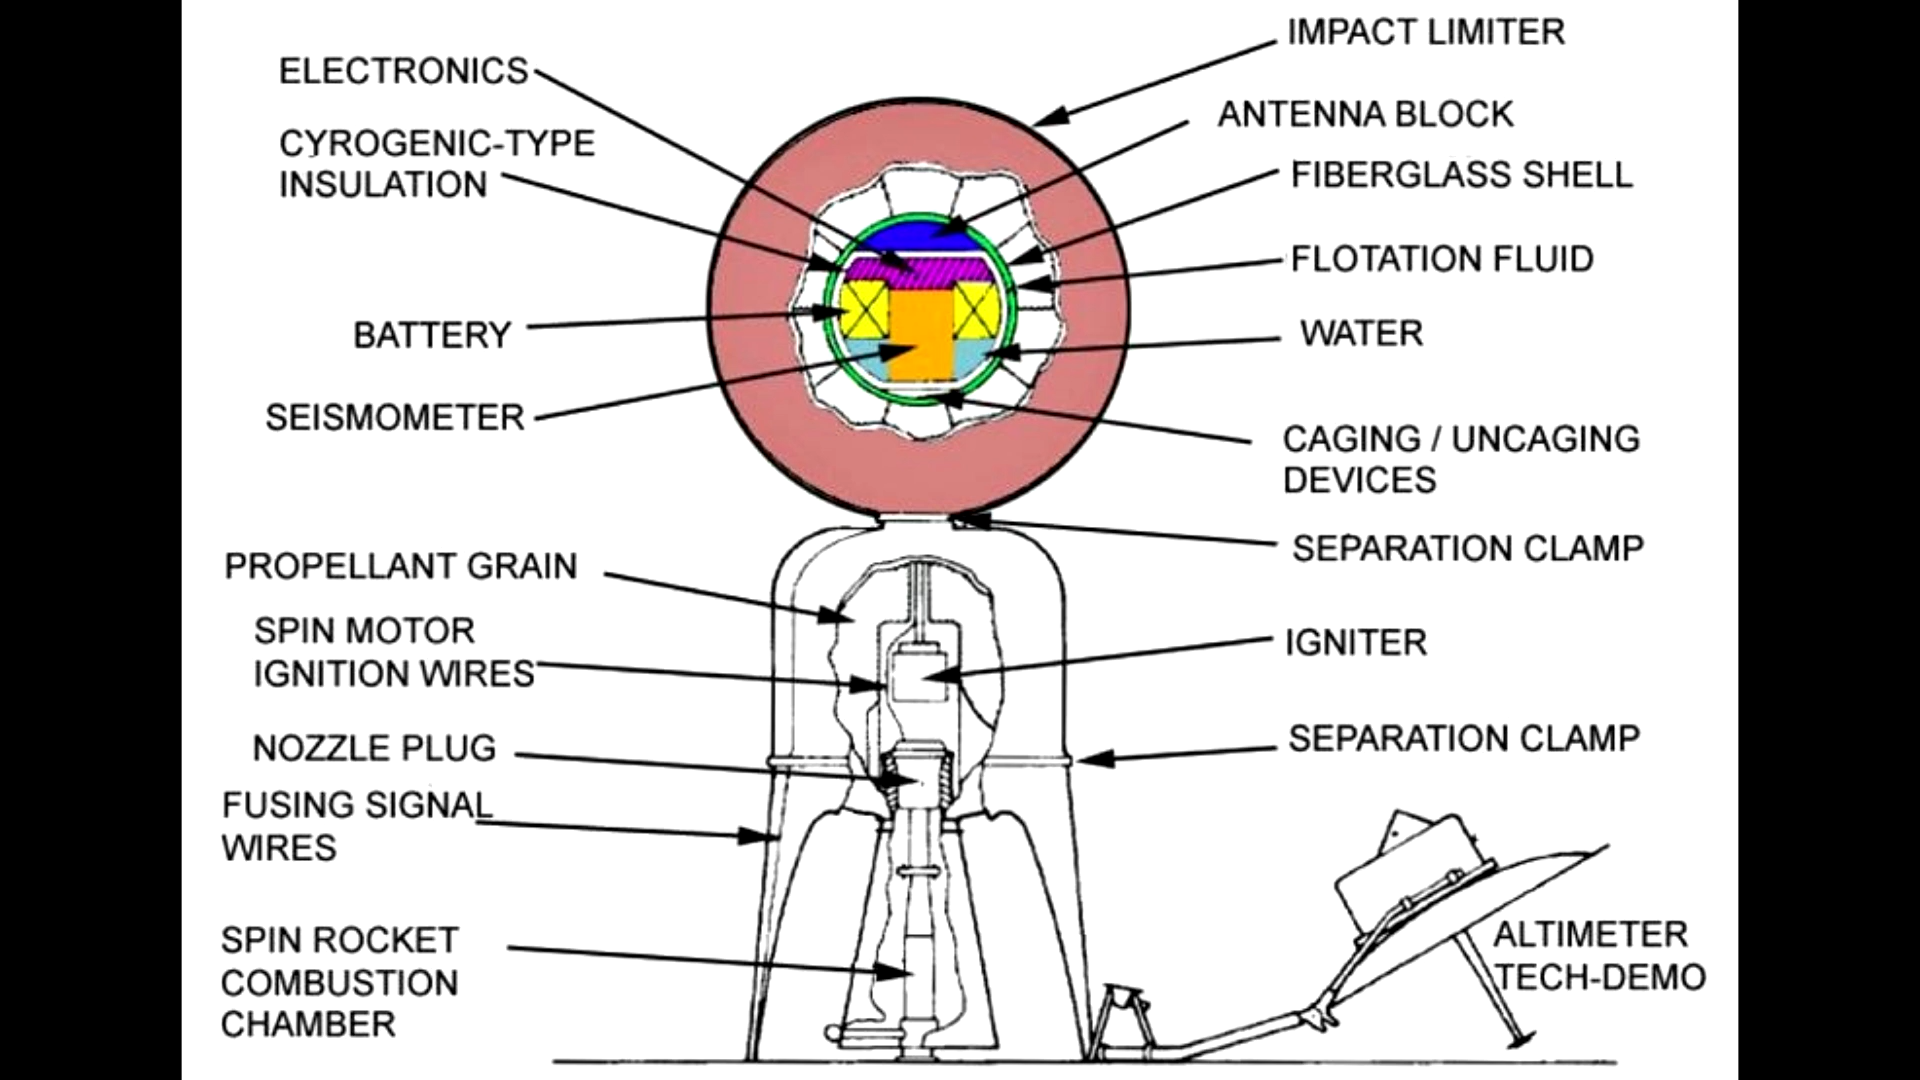 ELECTRONICS
CYROGENIC-TYPE
INSULATION
BATTERY
SEISMOMETER
PROPELLANT GRAIN
SPIN MOTOR
IGNITION WIRES
NOZZLE PLUG
FUSING SIGNAL
WIRES
SPIN ROCKET
COMBUSTION
CHAMBER
IMPACT LIMITER
ANTENNA BLOCK
FIBERGLASS SHELL
FLOTATION FLUID
WATER
CAGING / UNCAGING
DEVICES
SEPARATION CLAMP
IGNITER
SEPARATION CLAMP
ALTIMETER
TECH-DEMO